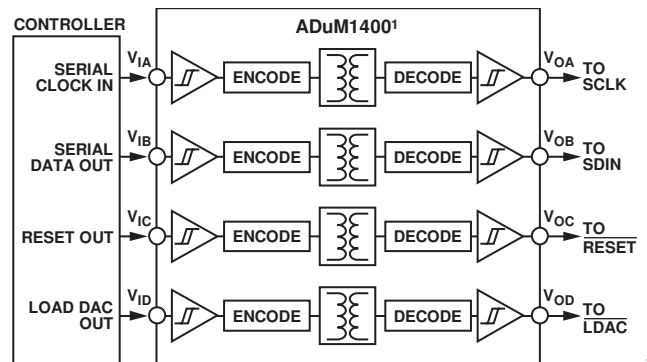 CONTROLLER
ADuM1400¹
SERIAL
CLOCK IN
V_IA
ENCODE
DECODE
V_OA
TO
SCLK
SERIAL
DATA OUT
V_IB
ENCODE
DECODE
V_OB
TO
SDIN
RESET OUT
V_IC
ENCODE
DECODE
V_OC
TO
RESET
LOAD DAC
OUT
V_ID
ENCODE
DECODE
V_OD
TO
LDAC